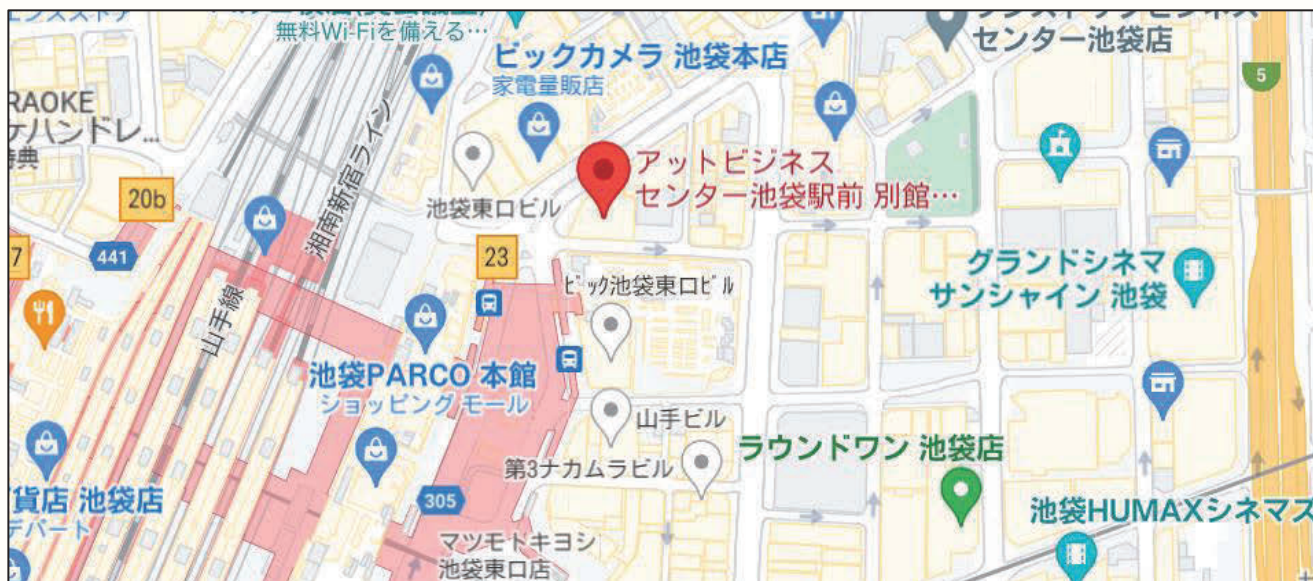 無料Wi-Fiを備える…
ビックカメラ 池袋本店
家電量販店
センター池袋店
5
RAOKE
ケハンドレ…
特典
湘南新宿ライン
20b
池袋東口ビル
アットビジネス
センター池袋駅前 別館…
441
7
23
山手線
ビック池袋東口ビル
グランドシネマ
サンシャイン 池袋
池袋PARCO 本館
ショッピング モール
山手ビル
ラウンドワン 池袋店
第3ナカムラビル
貨店 池袋店
デパート
305
池袋HUMAXシネマズ
マツモトキヨシ
池袋東口店